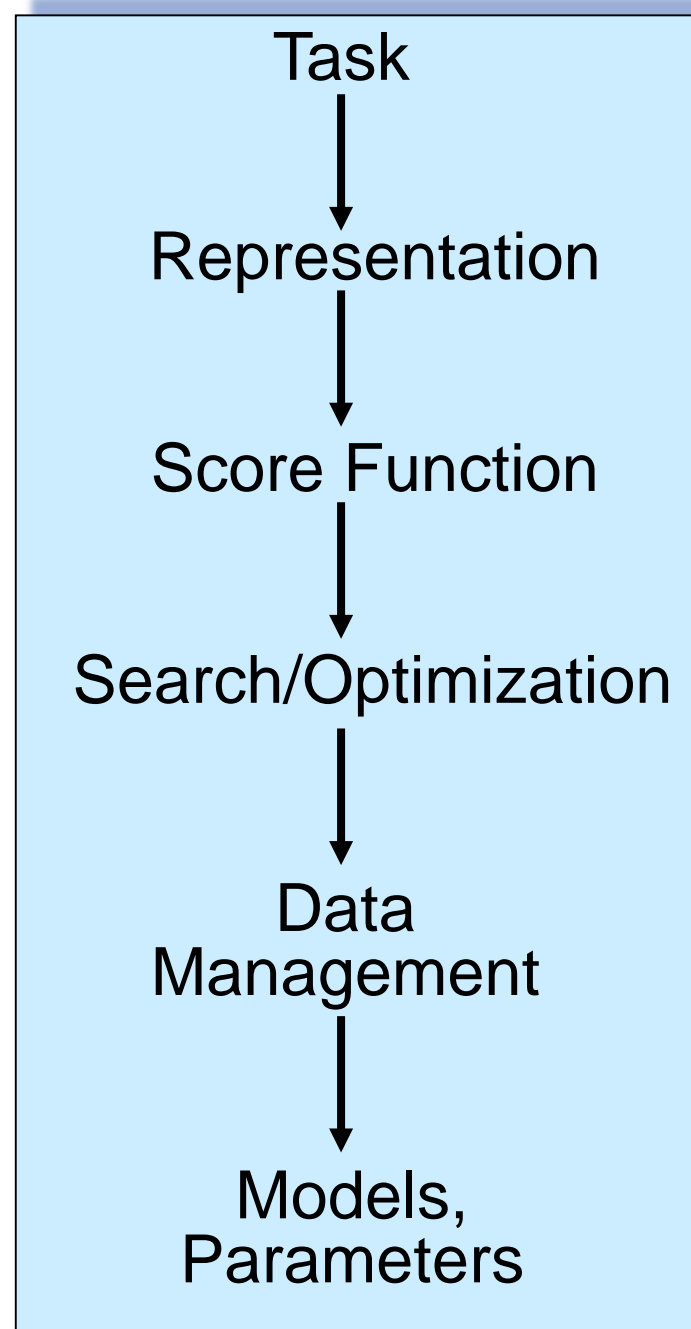 Task
Representation
Score Function
Search/Optimization
Data
Management
Models,
Parameters